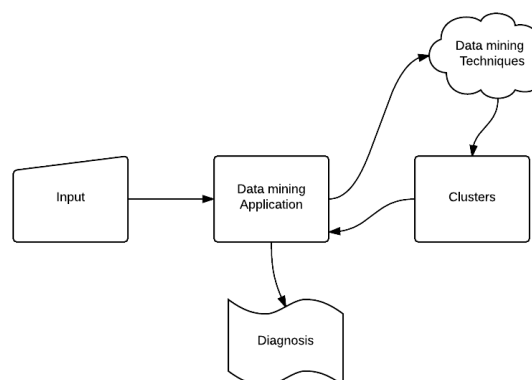 Data mining
Techniques
Input
Data mining
Application
Clusters
Diagnosis